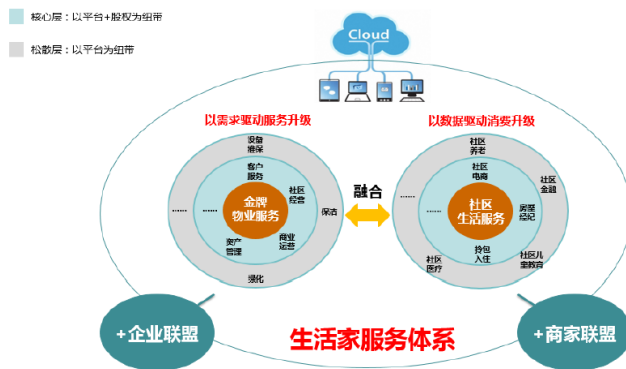 核心层：以平台+股权为纽带
松散层：以平台为纽带
Cloud
以需求驱动服务升级
以数据驱动消费升级
设备
维保
客户
服务
社区
经营
金牌
物业服务
保洁
……
……
资产
管理
商业
运营
绿化
融合
社区
养老
社区
电商
社区
金融
房屋
经纪
社区
生活服务
……
……
拎包
入住
社区
医疗
社区儿
童教育
+企业联盟
生活家服务体系
+商家联盟